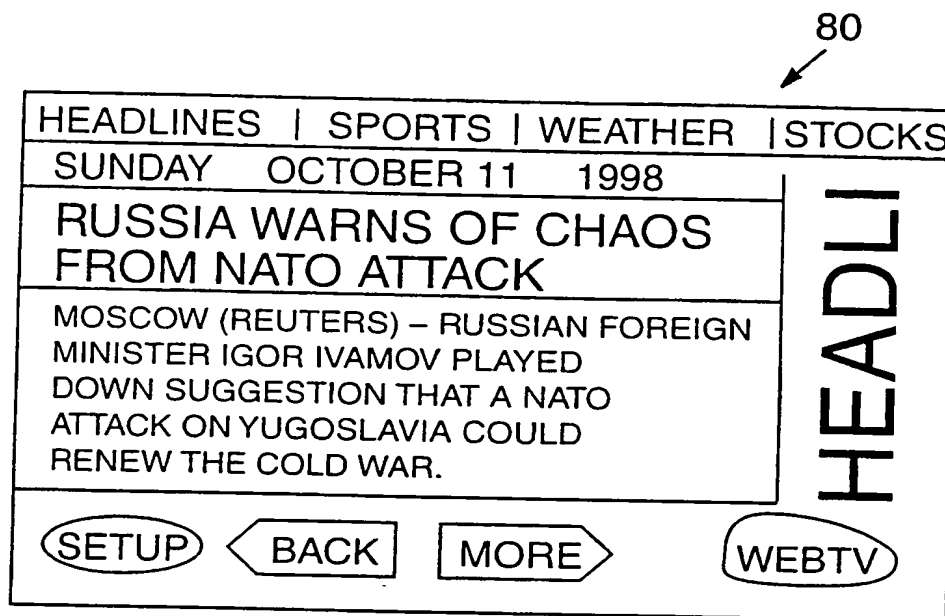 80
HEADLINES | SPORTS | WEATHER | STOCKS
SUNDAY OCTOBER 11 1998
RUSSIA WARNS OF CHAOS
FROM NATO ATTACK
MOSCOW (REUTERS) – RUSSIAN FOREIGN
MINISTER IGOR IVAMOV PLAYED
DOWN SUGGESTION THAT A NATO
ATTACK ON YUGOSLAVIA COULD
RENEW THE COLD WAR.
HEADLI
SETUP BACK MORE WEBTV